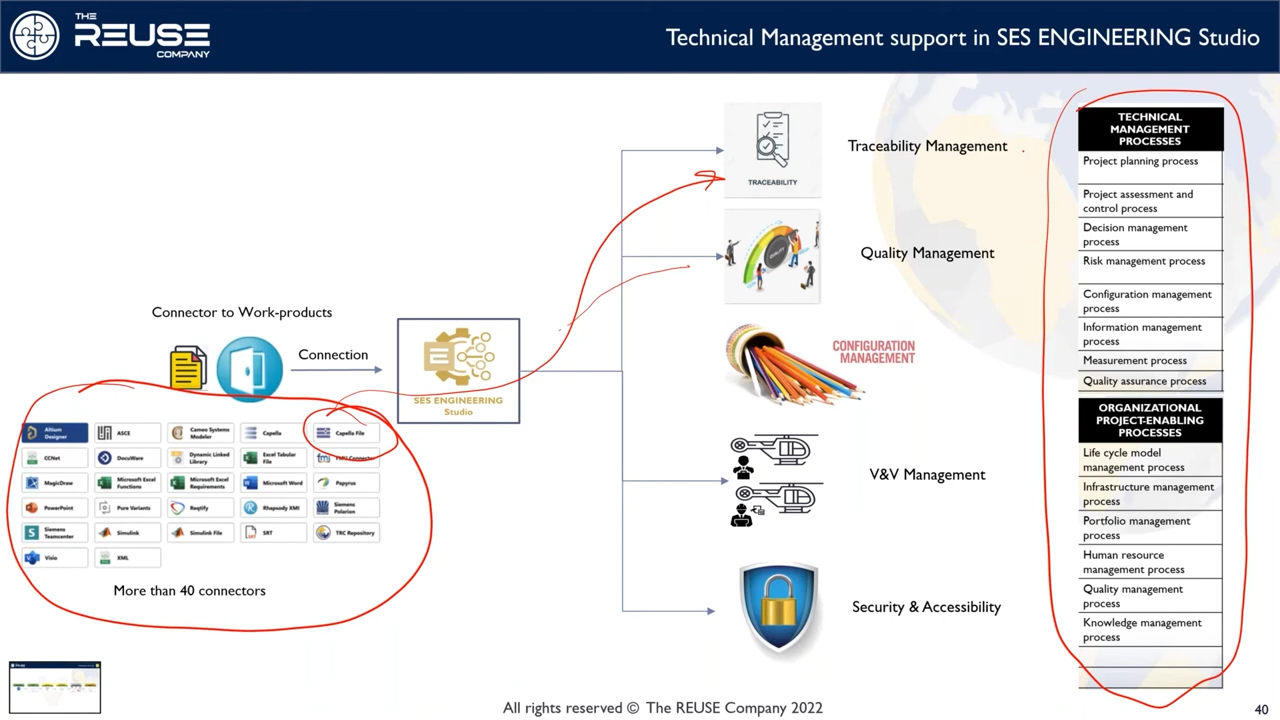 THE
REUSE
COMPANY
Technical Management support in SES ENGINEERING Studio
TRACEABILITY
Traceability Management
QUALITY
Quality Management
CONFIGURATION
MANAGEMENT
V&V Management
Security & Accessibility
Connector to Work-products
Connection
SES ENGINEERING
Studio
Altium
Designer
ASCE
Cameo Systems
Modeler
Capella
Capella File
CCNet
DocuWare
Dynamic Linked
Library
Excel Tabular
File
FMU Connector
MagicDraw
Microsoft Excel
Functions
Microsoft Excel
Requirements
Microsoft Word
Papyrus
PowerPoint
Pure Variants
Reqtify
Rhapsody XMI
Siemens
Polarion
Siemens
Teamcenter
Simulink
Simulink File
SRT
TRC Repository
Visio
XML
More than 40 connectors
TECHNICAL
MANAGEMENT
PROCESSES
Project planning process
Project assessment and
control process
Decision management
process
Risk management process
Configuration management
process
Information management
process
Measurement process
Quality assurance process
ORGANIZATIONAL
PROJECT-ENABLING
PROCESSES
Life cycle model
management process
Infrastructure management
process
Portfolio management
process
Human resource
management process
Quality management
process
Knowledge management
process
All rights reserved © The REUSE Company 2022
40